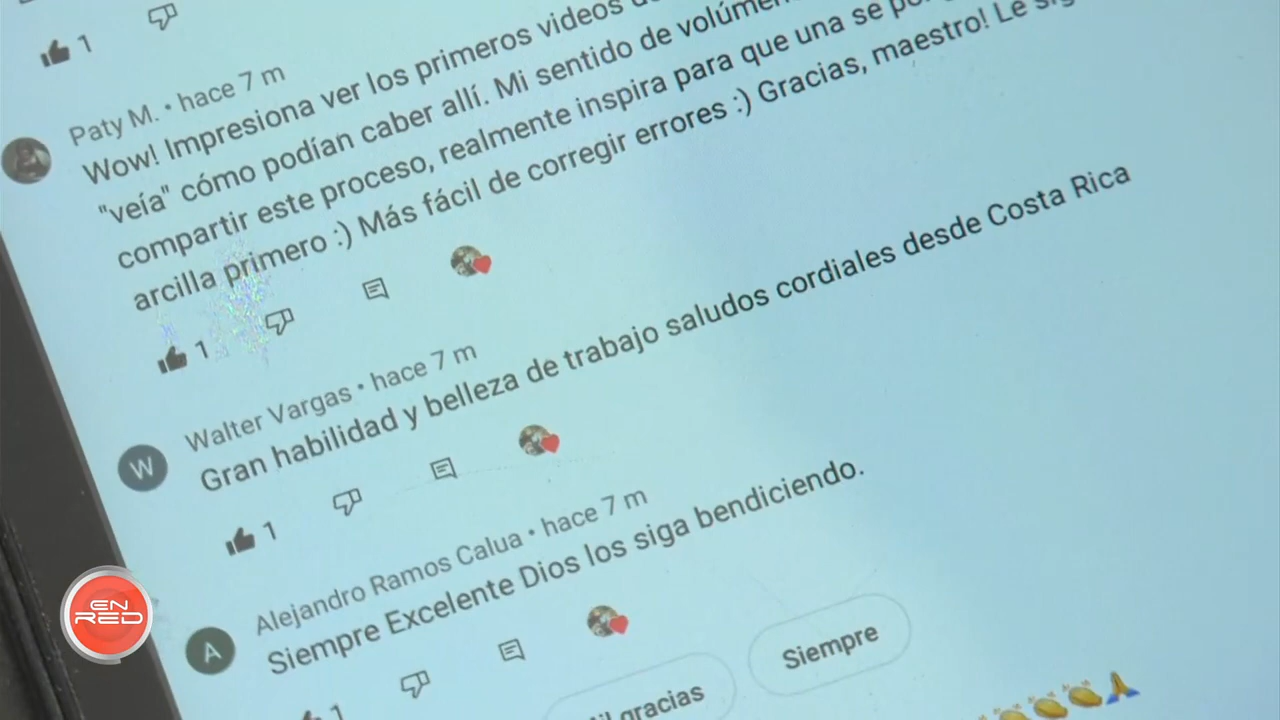 1
Paty M. • hace 7 m
Wow! Impresiona ver los primeros videos
"veía" cómo podían caber allí. Mi sentido de
compartir este proceso, realmente inspira para que una se
arcilla primero :) Más fácil de corregir errores :) Gracias, maestro! Le
1
Walter Vargas • hace 7 m
W
Gran habilidad y belleza de trabajo saludos cordiales desde Costa Rica
1
Alejandro Ramos Calua • hace 7 m
A
Siempre Excelente Dios los siga bendiciendo.
1
gracias
Siempre
EN
RED